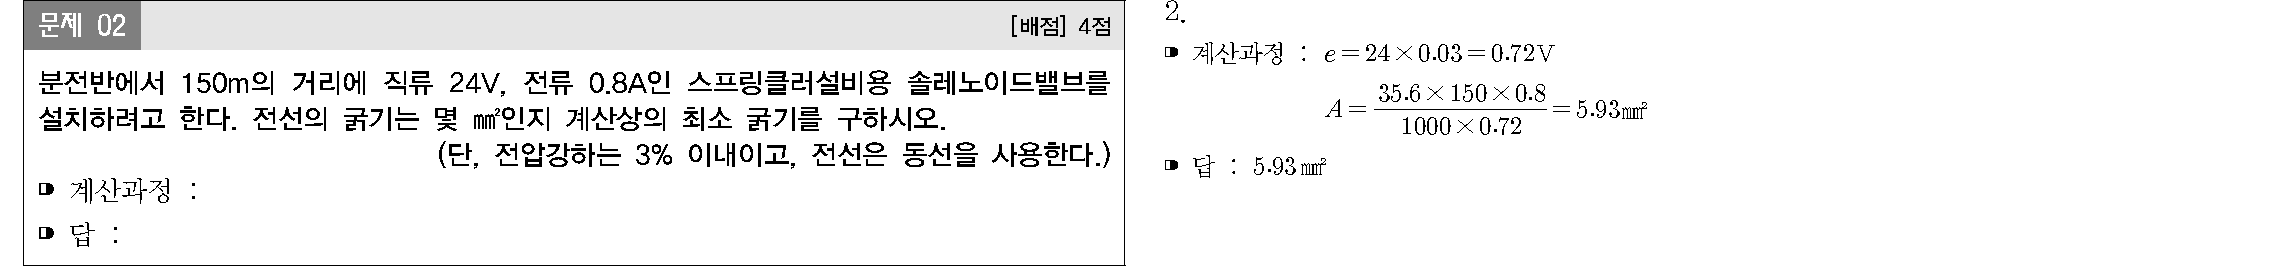 문제 02
[배점] 4점
분전반에서 150m의 거리에 직류 24V, 전류 0.8A인 스프링클러설비용 솔레노이드밸브를
설치하려고 한다. 전선의 굵기는 몇 ㎟인지 계산상의 최소 굵기를 구하시오.
(단, 전압강하는 3% 이내이고, 전선은 동선을 사용한다.)
계산과정 :
답 :
2.
계산과정 : e = 24 × 0.03 = 0.72V
A = \frac{35.6 × 150 × 0.8}{1000 × 0.72} = 5.93㎟
답 : 5.93㎟